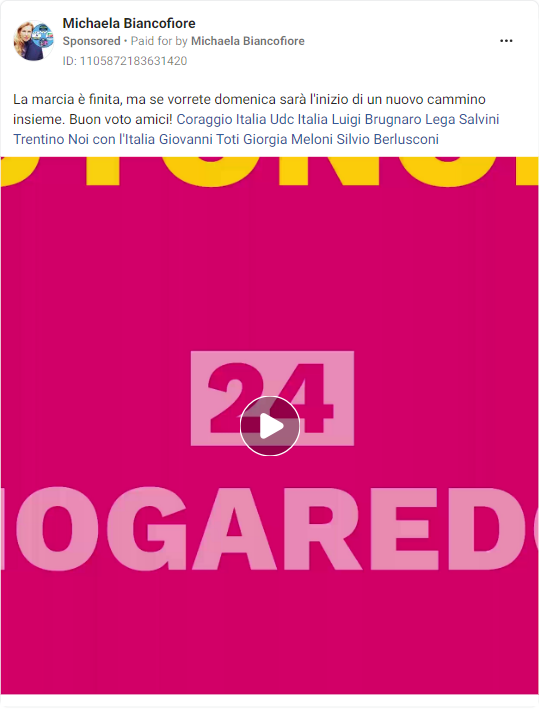 Michaela Biancofiore
Sponsored • Paid for by Michaela Biancofiore
ID: 1105872183631420
La marcia è finita, ma se vorrete domenica sarà l'inizio di un nuovo cammino
insieme. Buon voto amici! Coraggio Italia Udc Italia Luigi Brugnaro Lega Salvini
Trentino Noi con l'Italia Giovanni Toti Giorgia Meloni Silvio Berlusconi
24
OGARED